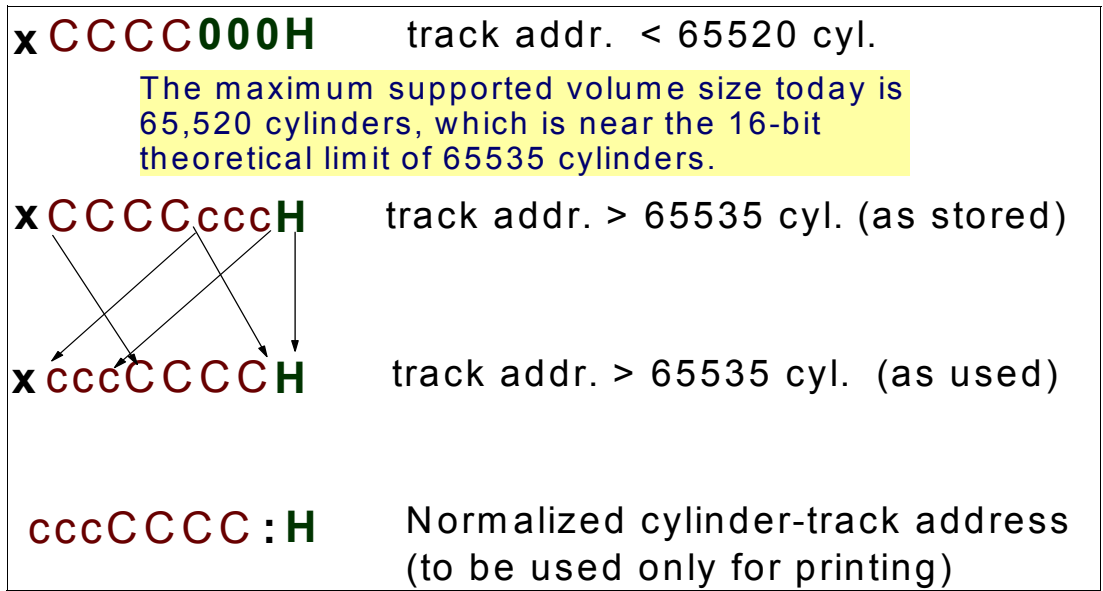 x CCCC000H track addr. < 65520 cyl.
The maximum supported volume size today is
65,520 cylinders, which is near the 16-bit
theoretical limit of 65535 cylinders.
x CCCCcccH track addr. > 65535 cyl. (as stored)
x cccCCCCH track addr. > 65535 cyl. (as used)
cccCCCC:H Normalized cylinder-track address
(to be used only for printing)